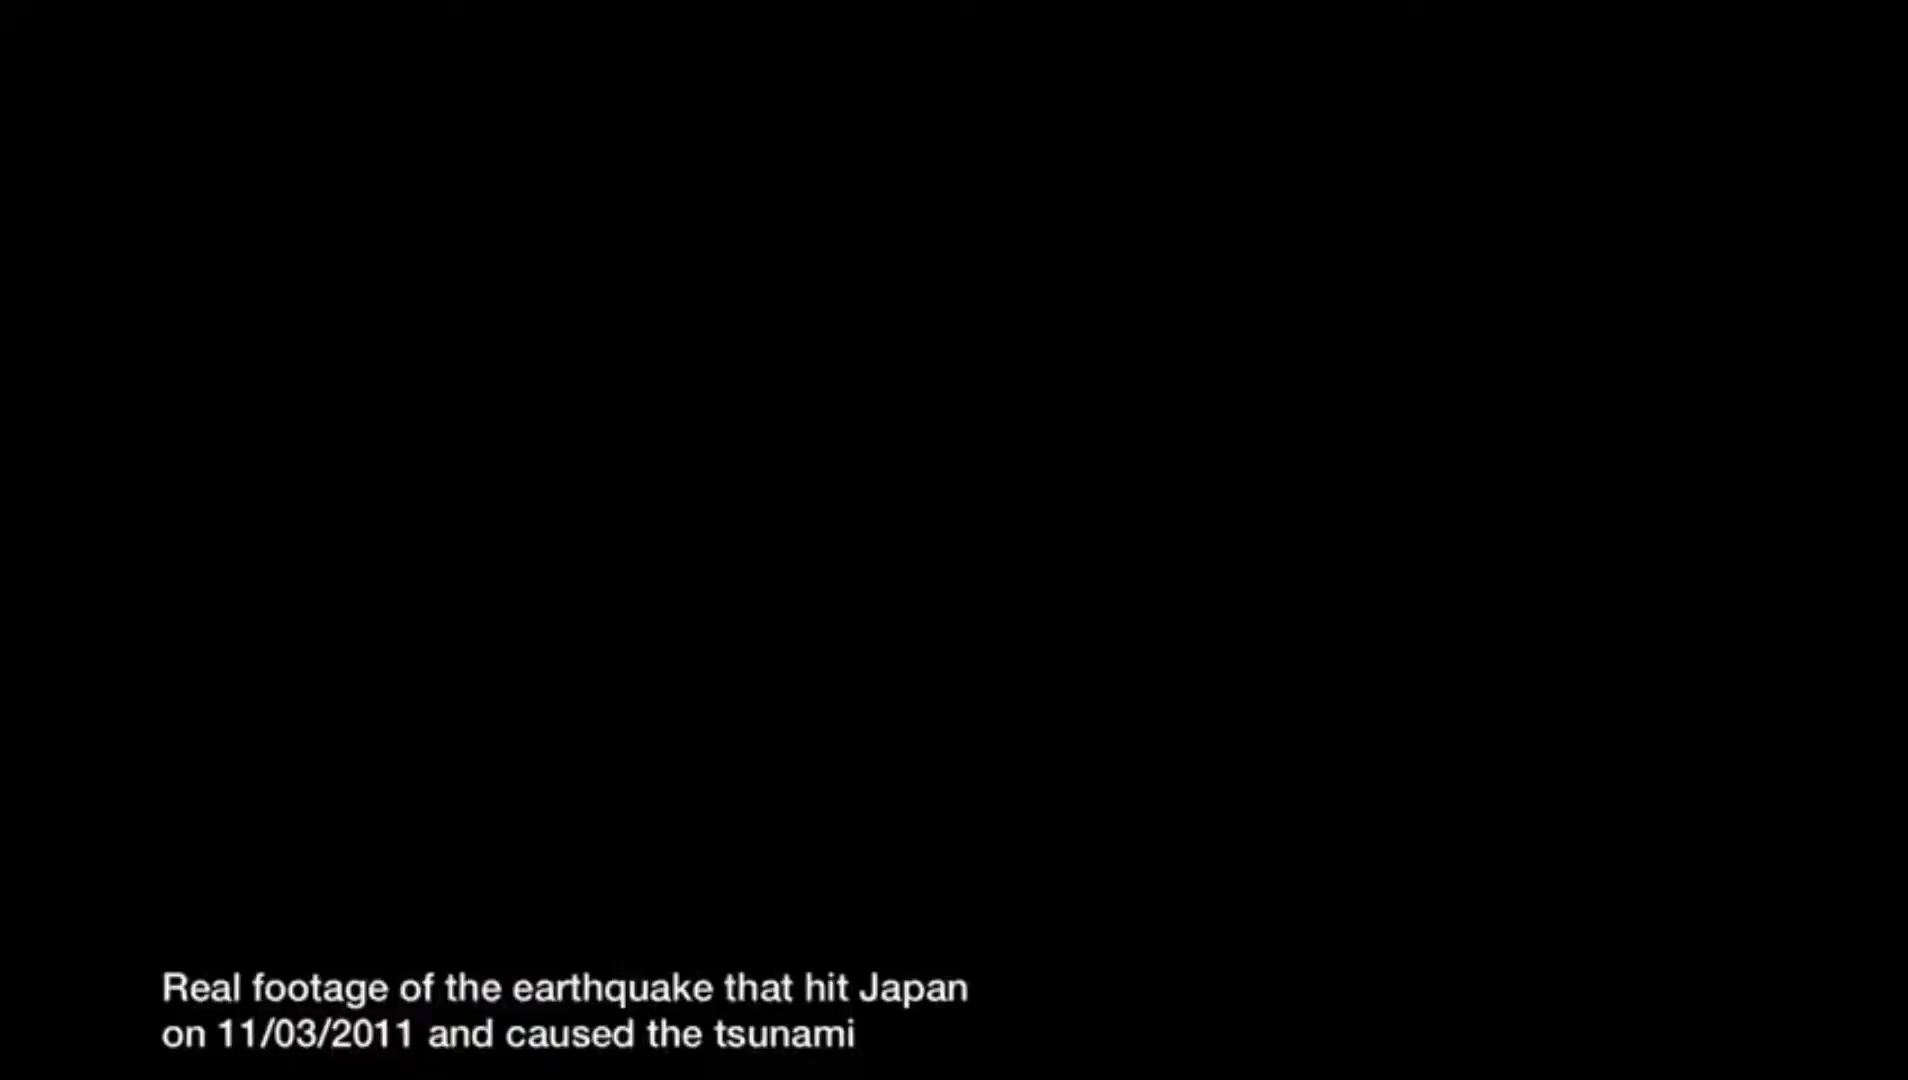 Real footage of the earthquake that hit Japan
on 11/03/2011 and caused the tsunami